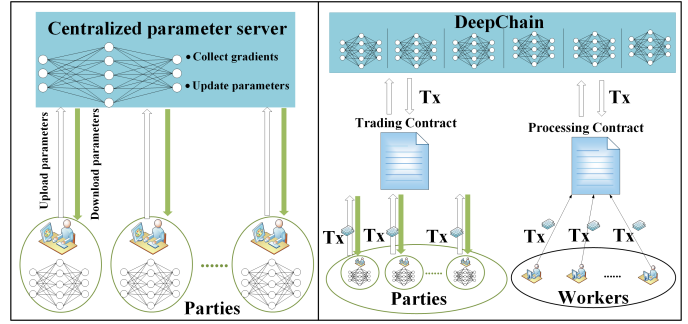 Centralized parameter server
• Collect gradients
• Update parameters
Upload parameters
Download parameters
......
Parties
DeepChain
Tx
Tx
Trading Contract
Processing Contract
Tx
Tx
Tx
Tx
Tx
Tx
......
Parties
......
Workers